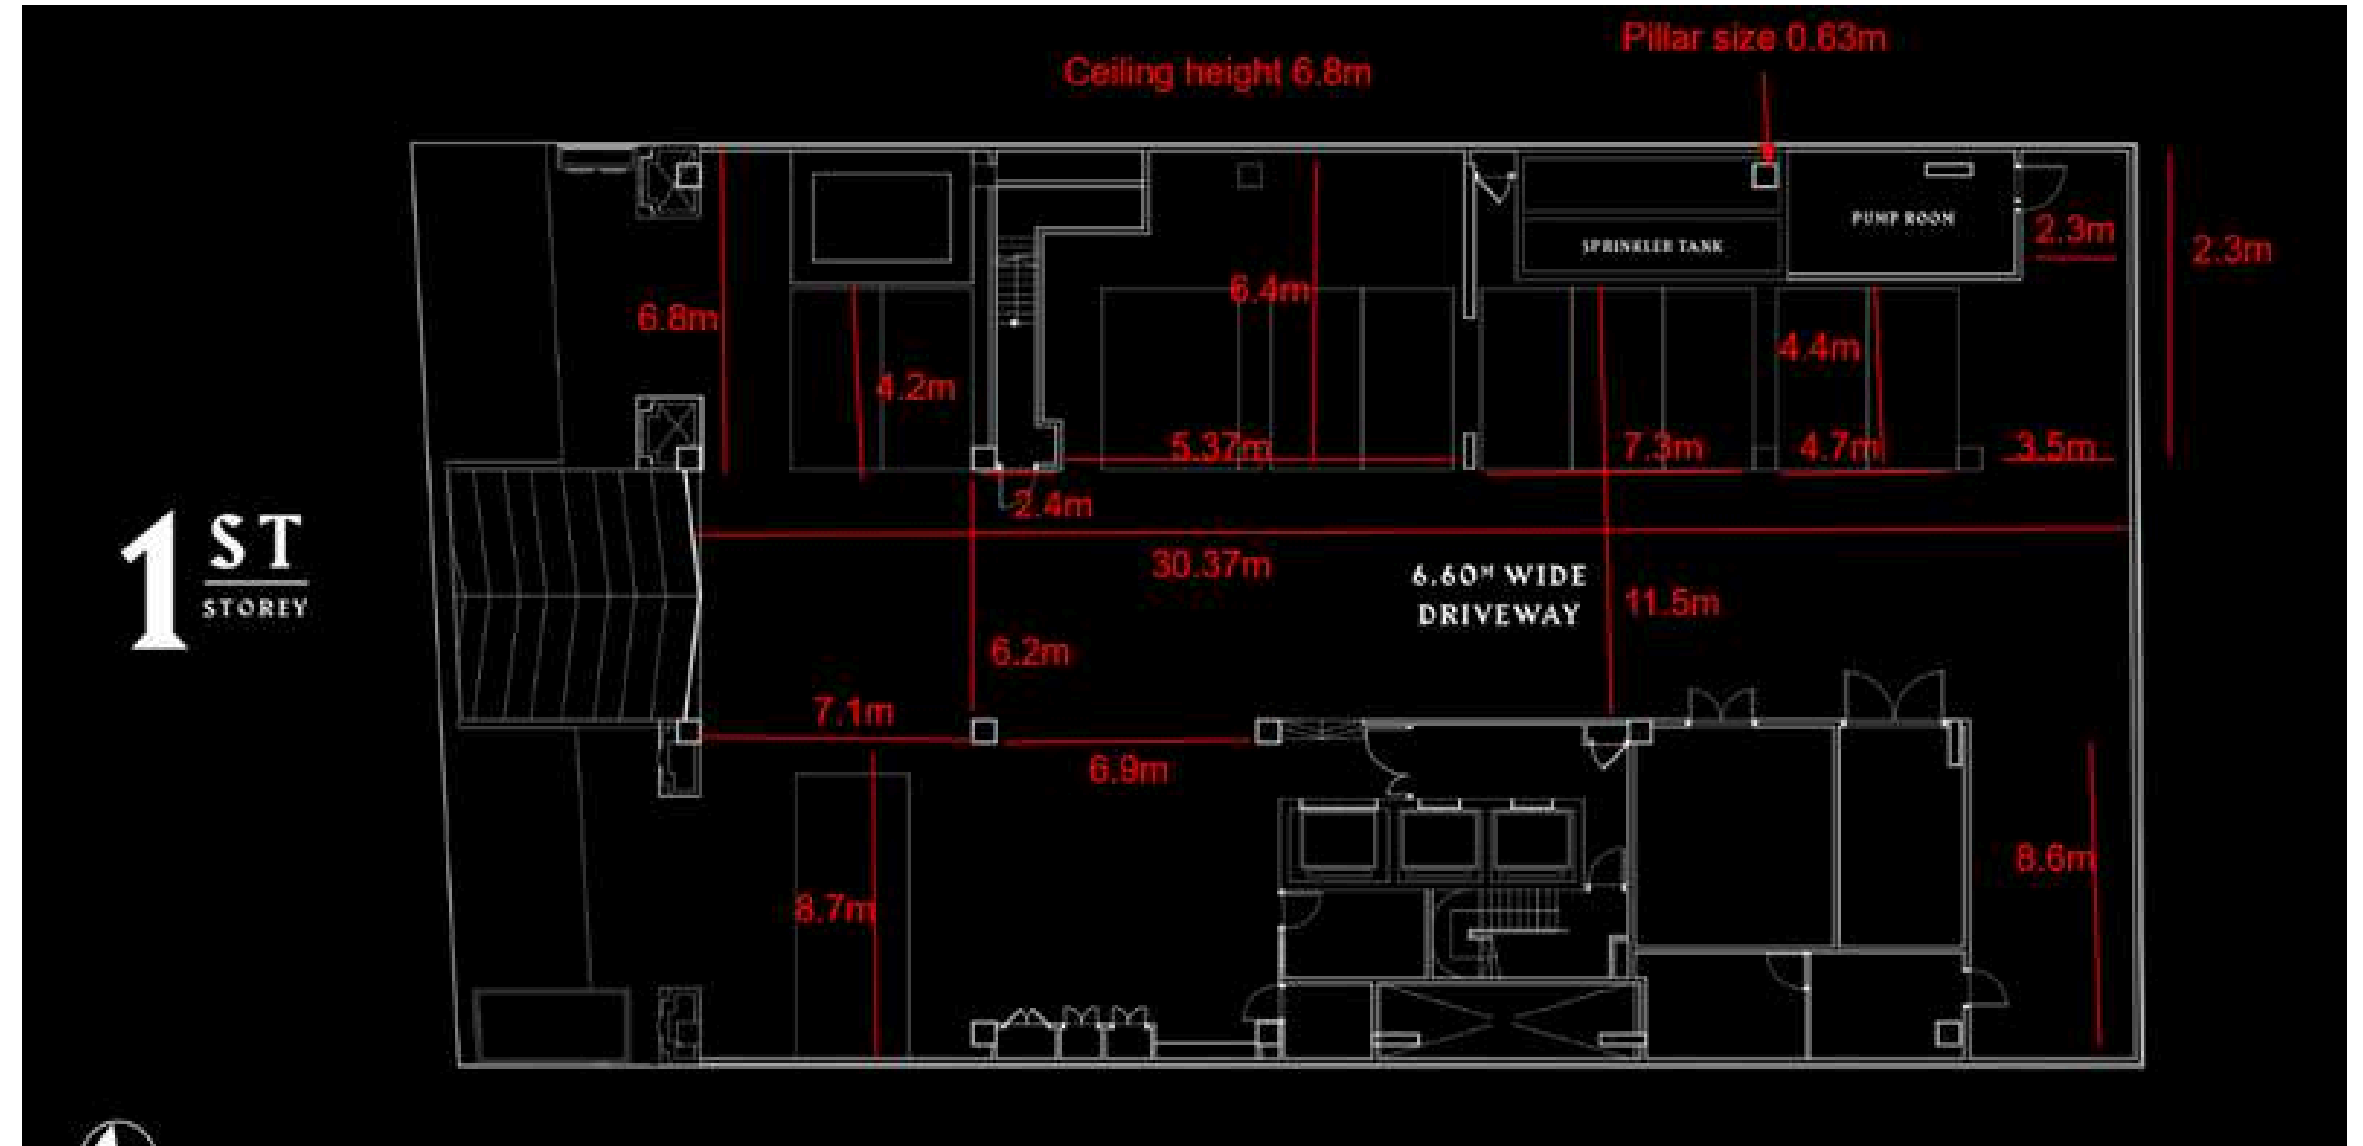 Pillar size 0.63m
Ceiling height 6.8m
PUMP ROOM
SPRINKLER TANK
2.3m
2.3m
6.4m
6.8m
4.4m
4.2m
5.37m
7.3m
4.7m
3.5m
2.4m
1ST
STOREY
30.37m
6.60M WIDE
DRIVEWAY
11.5m
6.2m
7.1m
6.9m
8.6m
8.7m